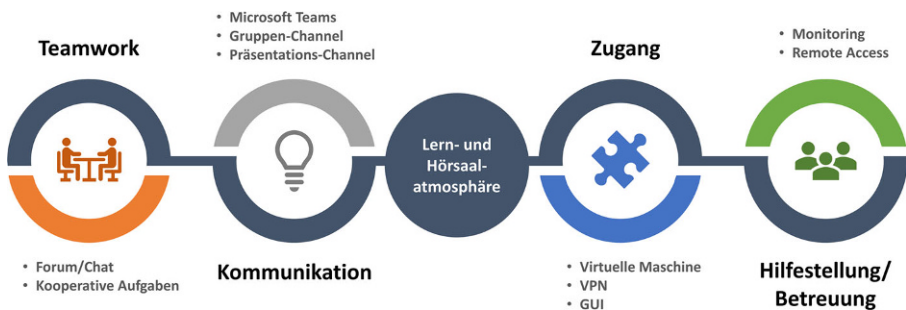 Teamwork
• Forum/Chat
• Kooperative Aufgaben
• Microsoft Teams
• Gruppen-Channel
• Präsentations-Channel
Kommunikation
Lern- und
Hörsaal-
atmosphäre
Zugang
• Virtuelle Maschine
• VPN
• GUI
• Monitoring
• Remote Access
Hilfestellung/
Betreuung